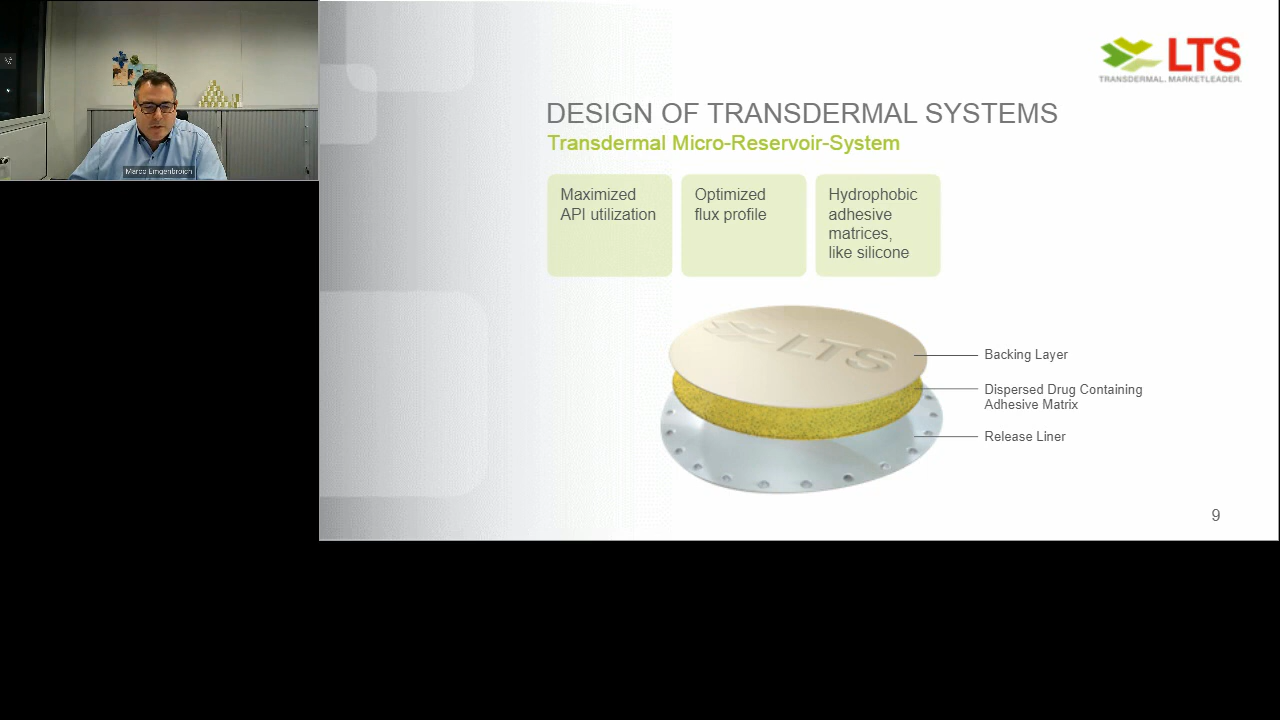 Marco Emgenbroich
LTS
TRANSDERMAL. MARKETLEADER.
DESIGN OF TRANSDERMAL SYSTEMS
Transdermal Micro-Reservoir-System
Maximized
API utilization
Optimized
flux profile
Hydrophobic
adhesive
matrices,
like silicone
LTS
Backing Layer
Dispersed Drug Containing
Adhesive Matrix
Release Liner
9